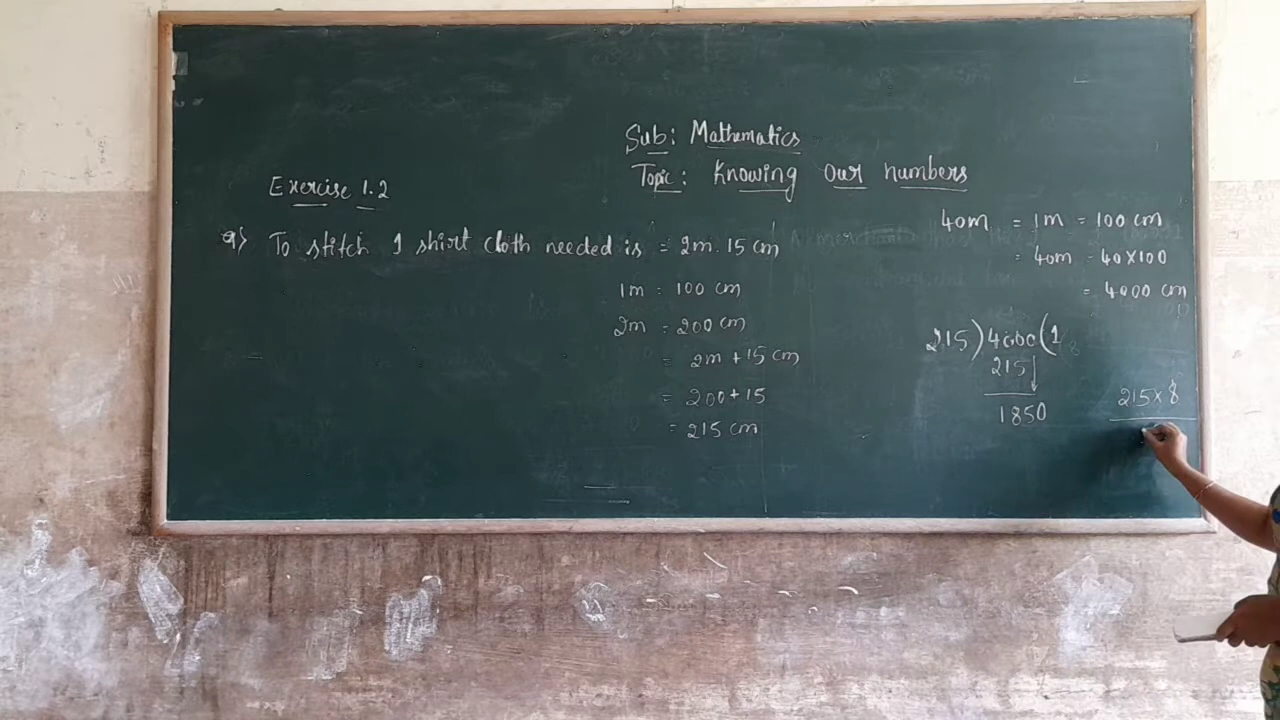 Sub: Mathematics
Topic: Knowing Our numbers
Exercise 1.2
9) To stitch 1 shirt cloth needed is = 2m 15 cm
1m = 100 cm
2m = 200 cm
= 2m + 15 cm
= 200 + 15
= 215 cm
40m = 1m = 100 cm
= 40m = 40 × 100
= 4000 cm
215 ) 4000 ( 1
215 ↓
1850
215 × 8